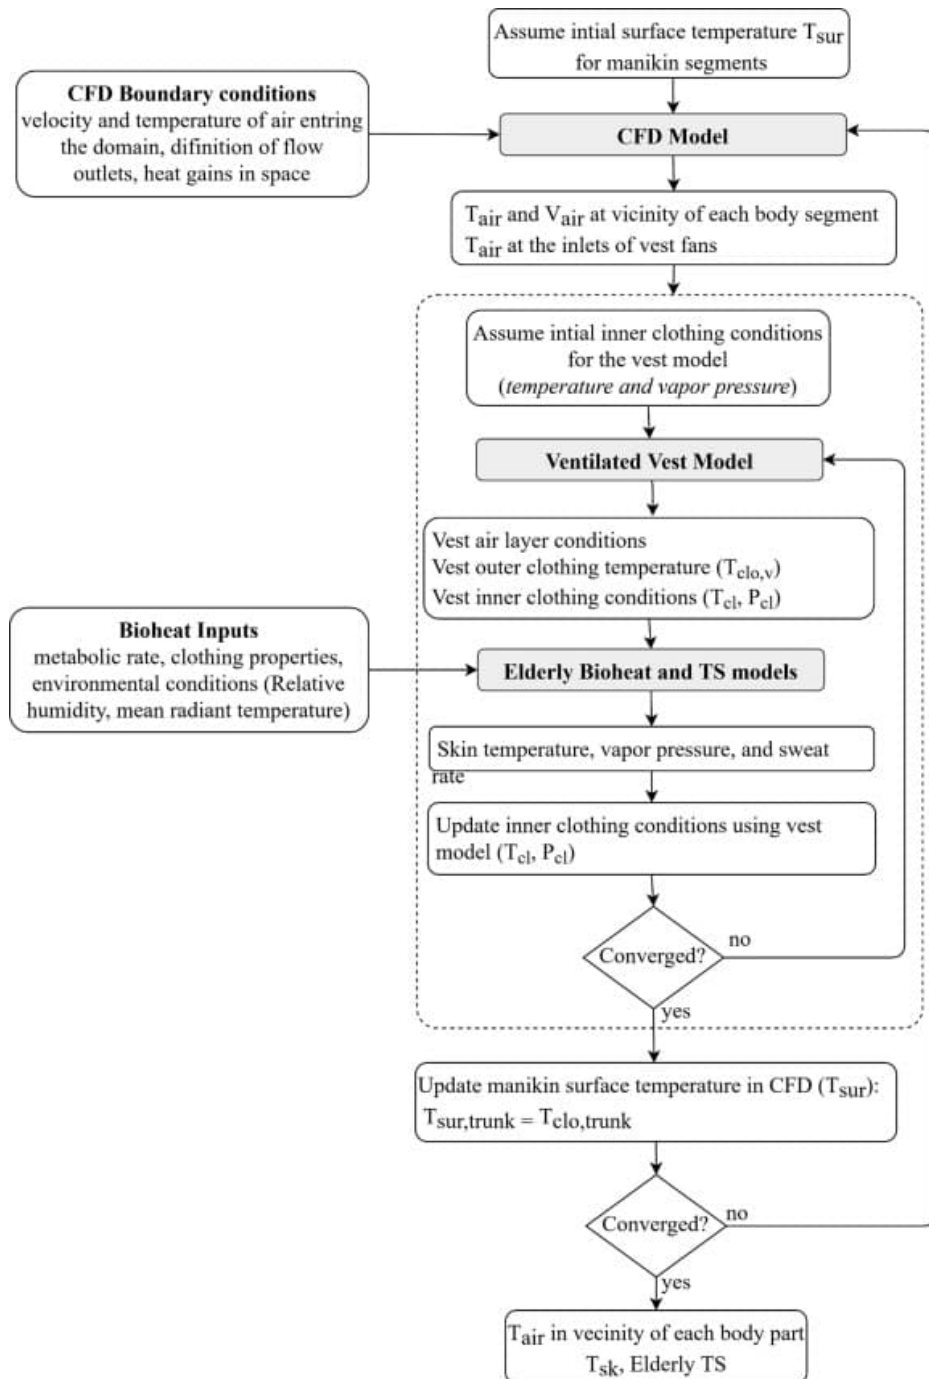 Assume intial surface temperature Tsur
for manikin segments
CFD Boundary conditions
velocity and temperature of air entring
the domain, difinition of flow
outlets, heat gains in space
CFD Model
Tair and Vair at vicinity of each body segment
Tair at the inlets of vest fans
Assume intial inner clothing conditions
for the vest model
(temperature and vapor pressure)
Ventilated Vest Model
Vest air layer conditions
Vest outer clothing temperature (Tclo,v)
Vest inner clothing conditions (Tcl, Pcl)
Bioheat Inputs
metabolic rate, clothing properties,
environmental conditions (Relative
humidity, mean radiant temperature)
Elderly Bioheat and TS models
Skin temperature, vapor pressure, and sweat
rate
Update inner clothing conditions using vest
model (Tcl, Pcl)
Converged?
no
yes
Update manikin surface temperature in CFD (Tsur):
Tsur,trunk = Tclo,trunk
Converged?
no
yes
Tair in vecinity of each body part
Tsk, Elderly TS